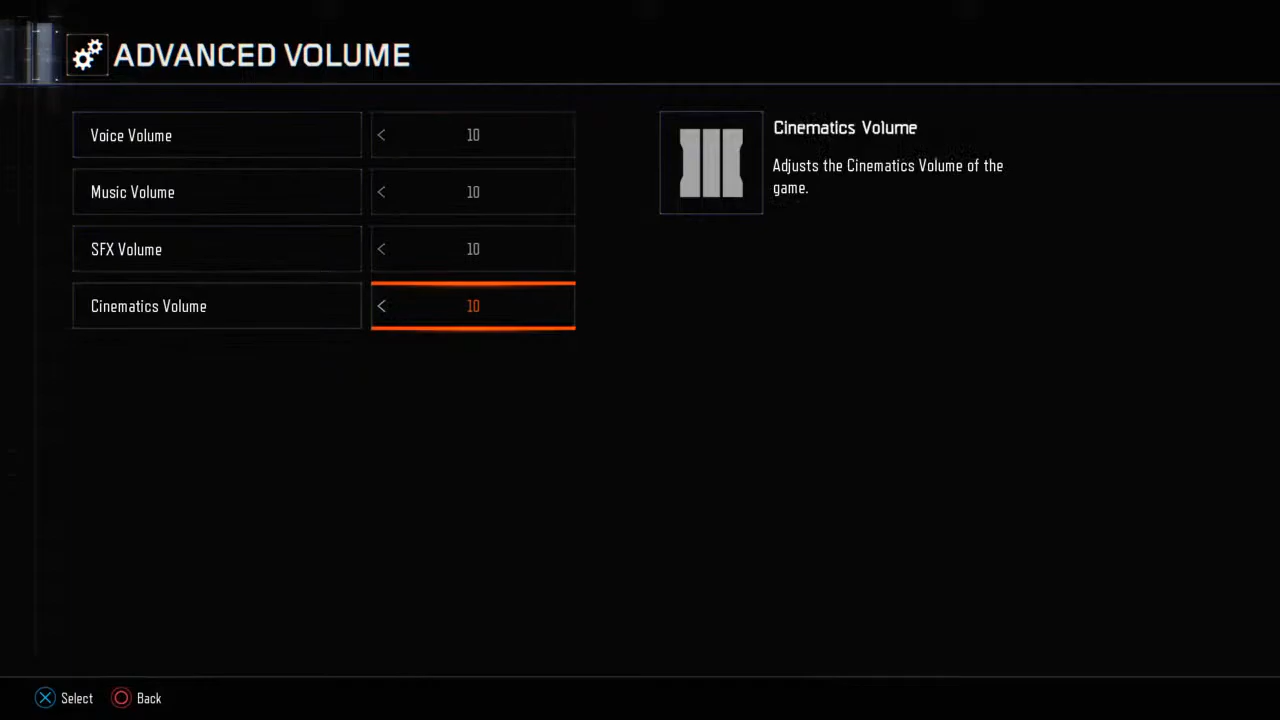 ADVANCED VOLUME
Voice Volume
< 10
Music Volume
< 10
SFX Volume
< 10
Cinematics Volume
< 10
Cinematics Volume
Adjusts the Cinematics Volume of the
game.
Select
Back